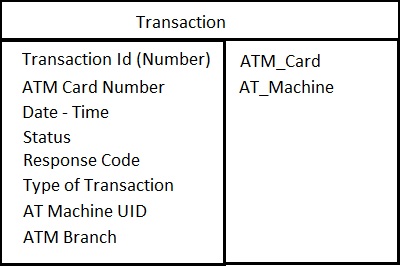 Transaction
Transaction Id (Number)
ATM Card Number
Date - Time
Status
Response Code
Type of Transaction
AT Machine UID
ATM Branch
ATM_Card
AT_Machine